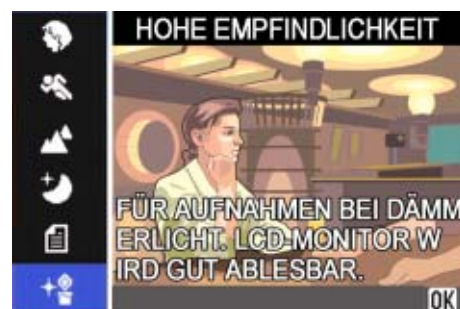 HOHE EMPFINDLICHKEIT
FÜR AUFNAHMEN BEI DÄMM
ERLICHT. LCD-MONITOR W
IRD GUT ABLESBAR.
OK